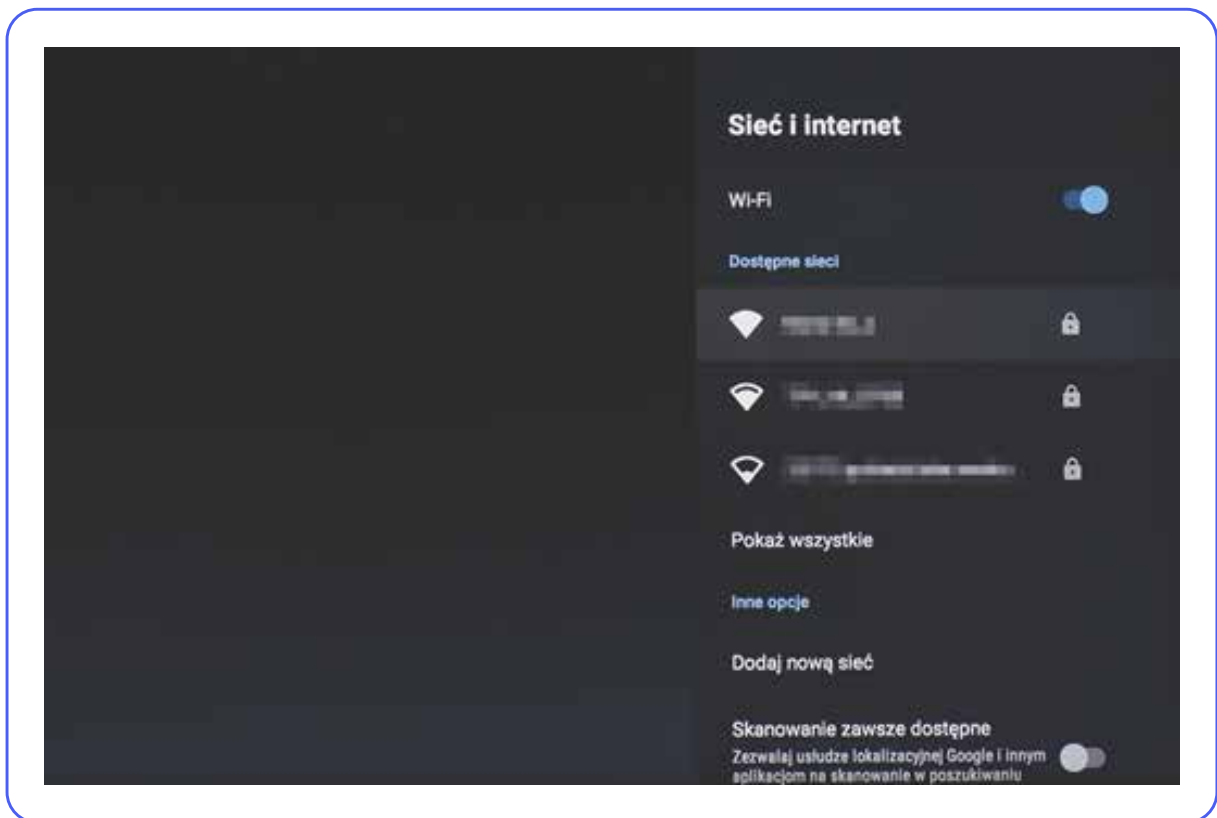 Sieć i internet
Wi-Fi
Dostępne sieci
Pokaż wszystkie
Inne opcje
Dodaj nową sieć
Skanowanie zawsze dostępne
Zezwalaj usłudze lokalizacyjnej Google i innym
aplikacjom na skanowanie w poszukiwaniu